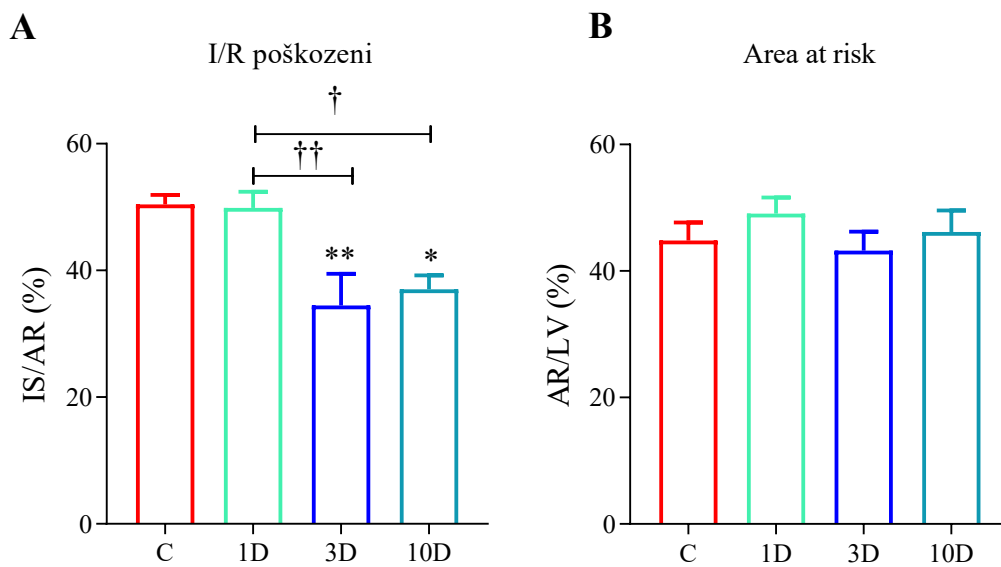 A
I/R poškozeni
†
††
60
40
20
0
IS/AR (%)
**
*
C 1D 3D 10D
B
Area at risk
60
40
20
0
AR/LV (%)
C 1D 3D 10D